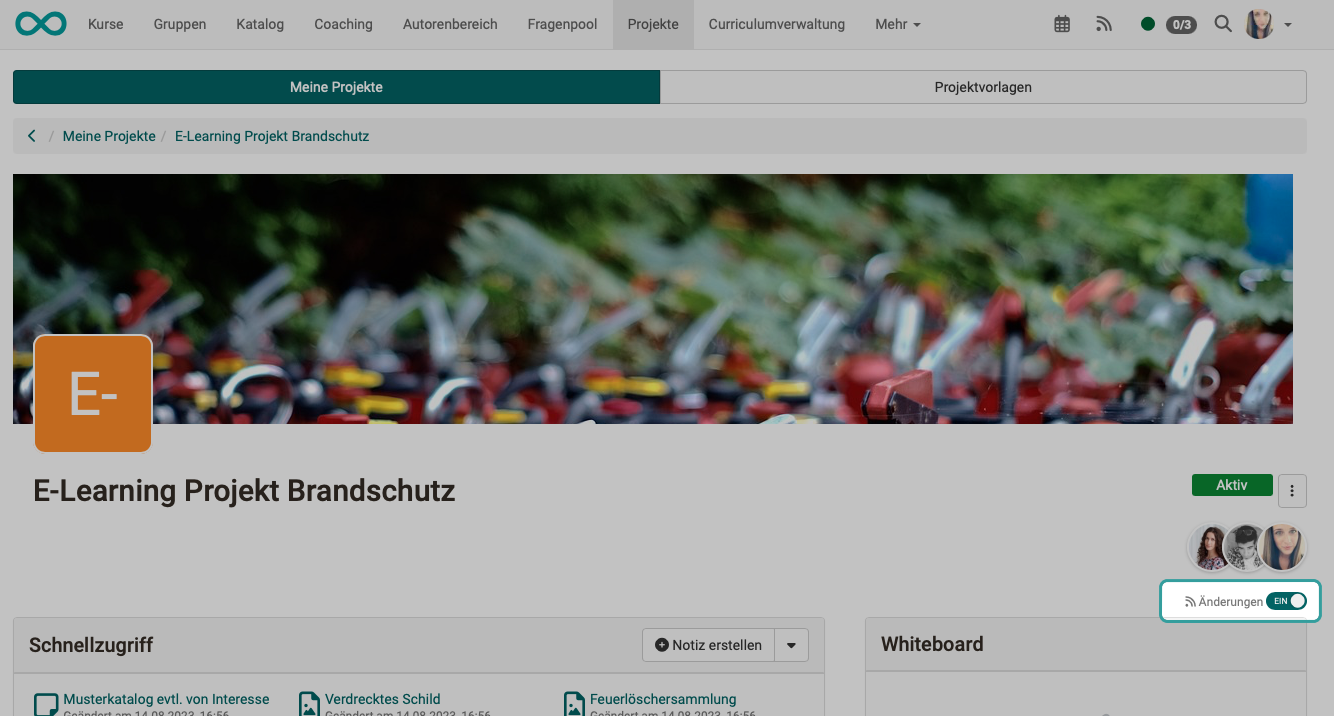 Kurse Gruppen Katalog Coaching Autorenbereich Fragenpool Projekte Curriculumverwaltung Mehr 0/3
Meine Projekte Projektvorlagen
/ Meine Projekte / E-Learning Projekt Brandschutz
E-
E-Learning Projekt Brandschutz
Aktiv
Änderungen EIN
Schnellzugriff Notiz erstellen Whiteboard
Musterkatalog evtl. von Interesse Verdrecktes Schild Feuerlöschersammlung
Geändert am 14.08.2023, 16:56 Geändert am 14.08.2023, 16:56 Geändert am 14.08.2023, 16:56